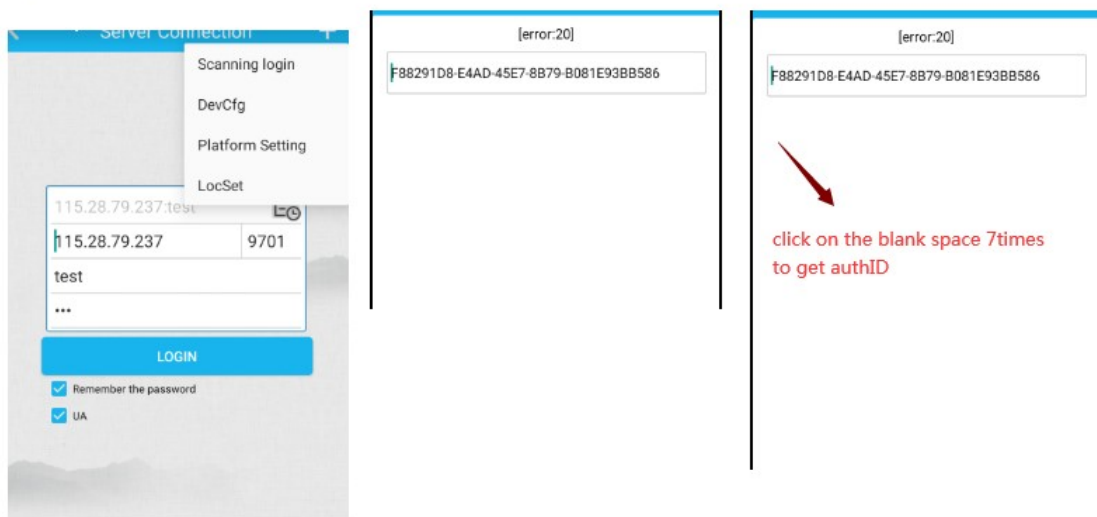 Server Connection
Scanning login
DevCfg
Platform Setting
LocSet
115.28.79.237:test
115.28.79.237
9701
test
•••
LOGIN
Remember the password
UA
[error:20]
F88291D8-E4AD-45E7-8B79-B081E93BB586
[error:20]
F88291D8-E4AD-45E7-8B79-B081E93BB586
click on the blank space 7times
to get authID